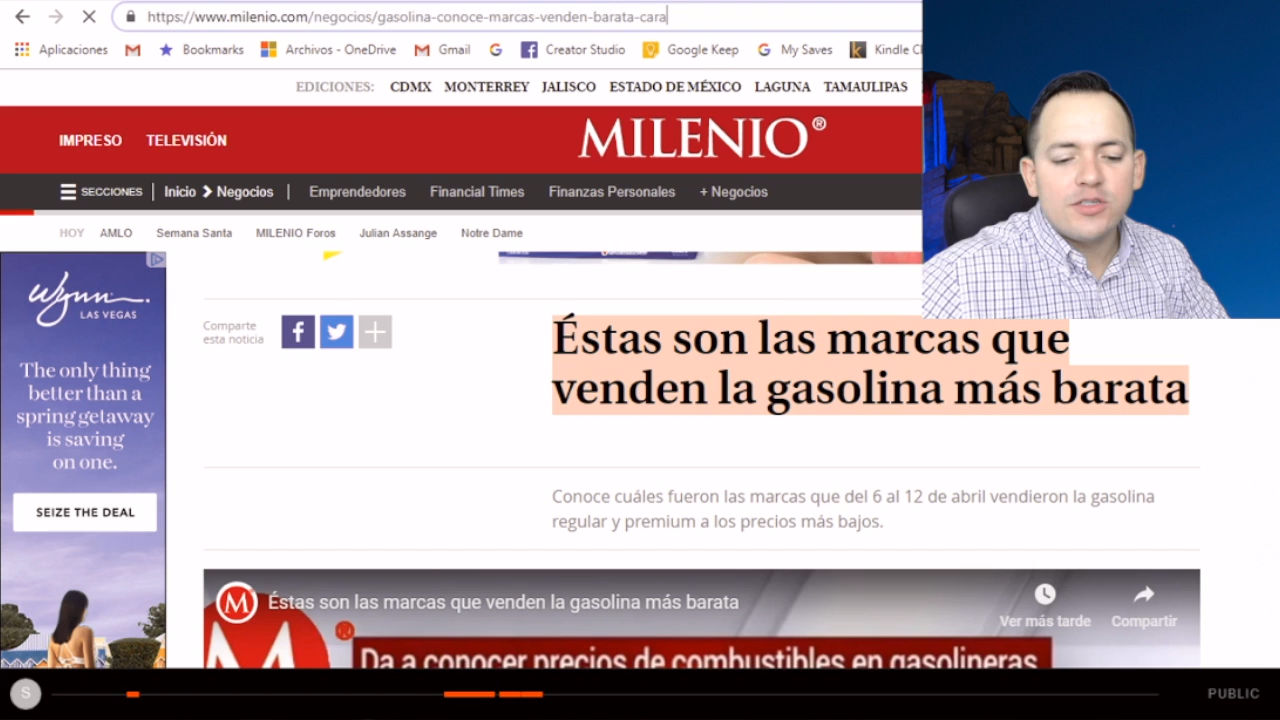 https://www.milenio.com/negocios/gasolina-conoce-marcas-venden-barata-cara
Aplicaciones Bookmarks Archivos - OneDrive Gmail Creator Studio Google Keep My Saves Kindle Cl
EDICIONES: CDMX MONTERREY JALISCO ESTADO DE MÉXICO LAGUNA TAMAULIPAS
IMPRESO TELEVISIÓN MILENIO®
SECCIONES Inicio Negocios Emprendedores Financial Times Finanzas Personales + Negocios
HOY AMLO Semana Santa MILENIO Foros Julian Assange Notre Dame
Wynn
LAS VEGAS
The only thing
better than a
spring getaway
is saving
on one.
SEIZE THE DEAL
Comparte
esta noticia
Éstas son las marcas que
venden la gasolina más barata
Conoce cuáles fueron las marcas que del 6 al 12 de abril vendieron la gasolina
regular y premium a los precios más bajos.
M Éstas son las marcas que venden la gasolina más barata
Ver más tarde Compartir
Da a conocer precios de combustibles en gasolineras
S PUBLIC